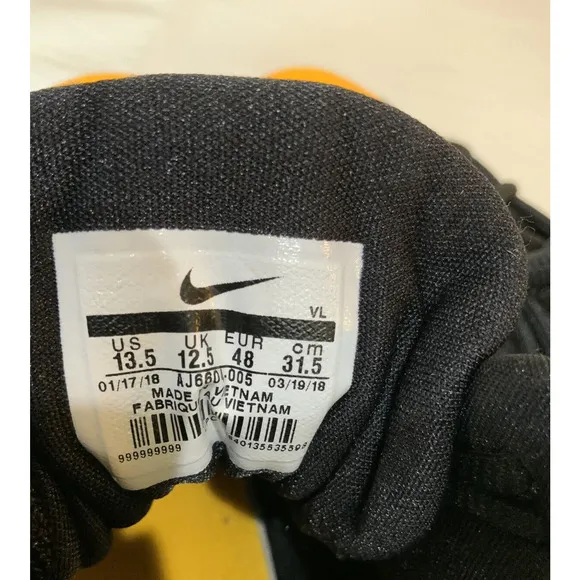 VL
US UK EUR cm
13.5 12.5 48 31.5
01/17/18 -005 03/19/18
MADE VIETNAM
FABRIQU VIETNAM
999999999